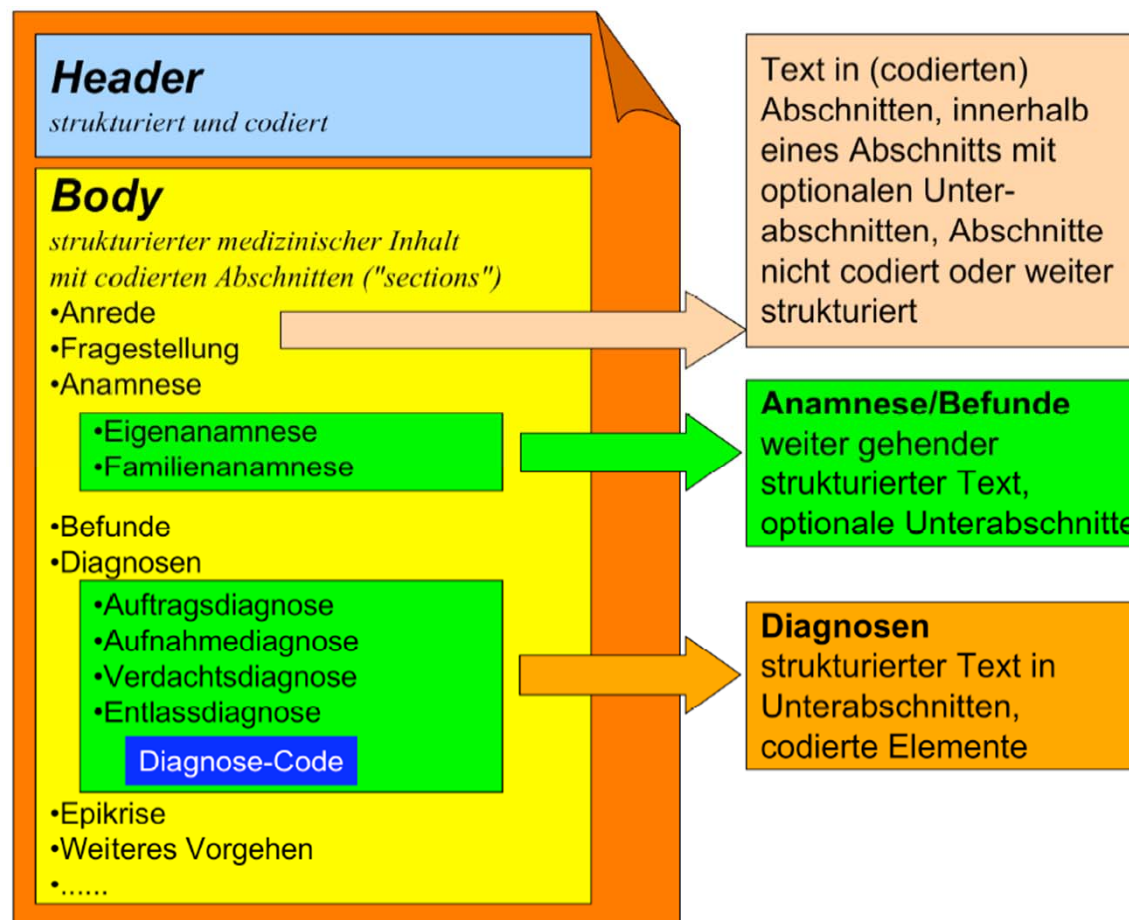 Header
strukturiert und codiert
Body
strukturierter medizinischer Inhalt
mit codierten Abschnitten ("sections")
•Anrede
•Fragestellung
•Anamnese
•Eigenanamnese
•Familienanamnese
•Befunde
•Diagnosen
•Auftragsdiagnose
•Aufnahmediagnose
•Verdachtsdiagnose
•Entlassdiagnose
Diagnose-Code
•Epikrise
•Weiteres Vorgehen
•......
Text in (codierten)
Abschnitten, innerhalb
eines Abschnitts mit
optionalen Unter-
abschnitten, Abschnitte
nicht codiert oder weiter
strukturiert
Anamnese/Befunde
weiter gehender
strukturierter Text,
optionale Unterabschnitte
Diagnosen
strukturierter Text in
Unterabschnitten,
codierte Elemente